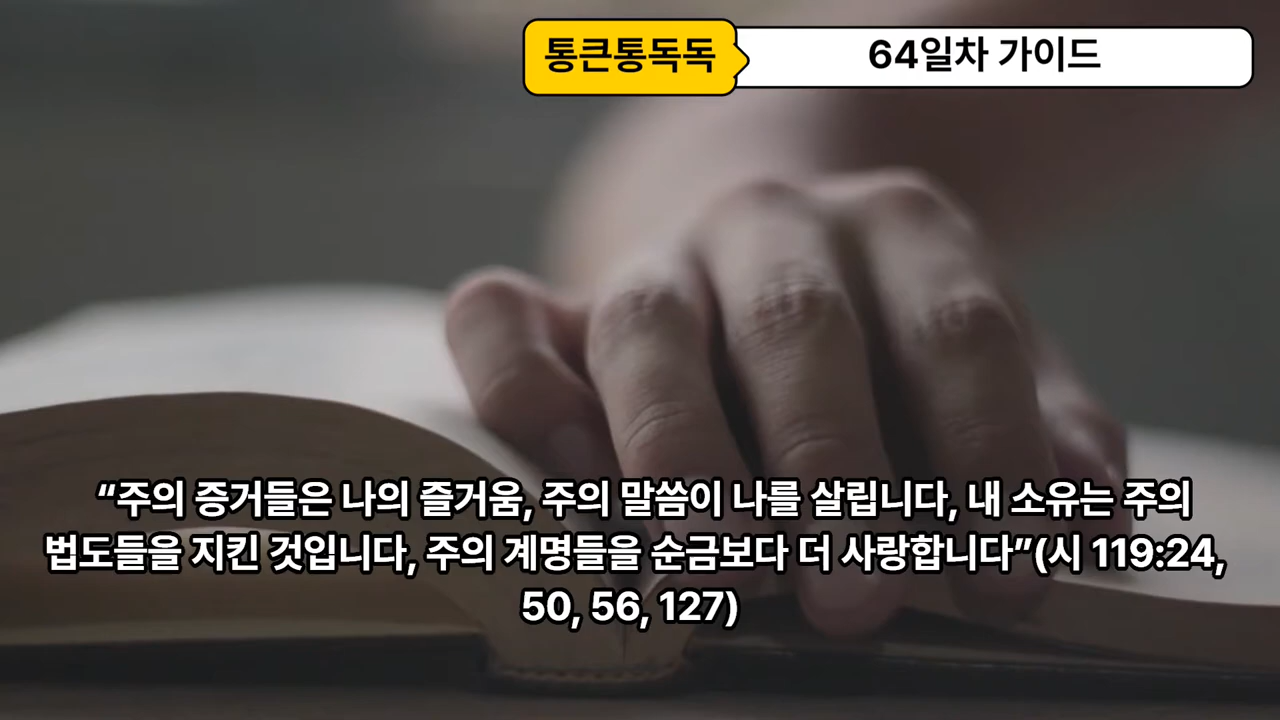 통큰통독독
64일차 가이드
“주의 증거들은 나의 즐거움, 주의 말씀이 나를 살립니다, 내 소유는 주의
법도들을 지킨 것입니다, 주의 계명들을 순금보다 더 사랑합니다”(시 119:24,
50, 56, 127)